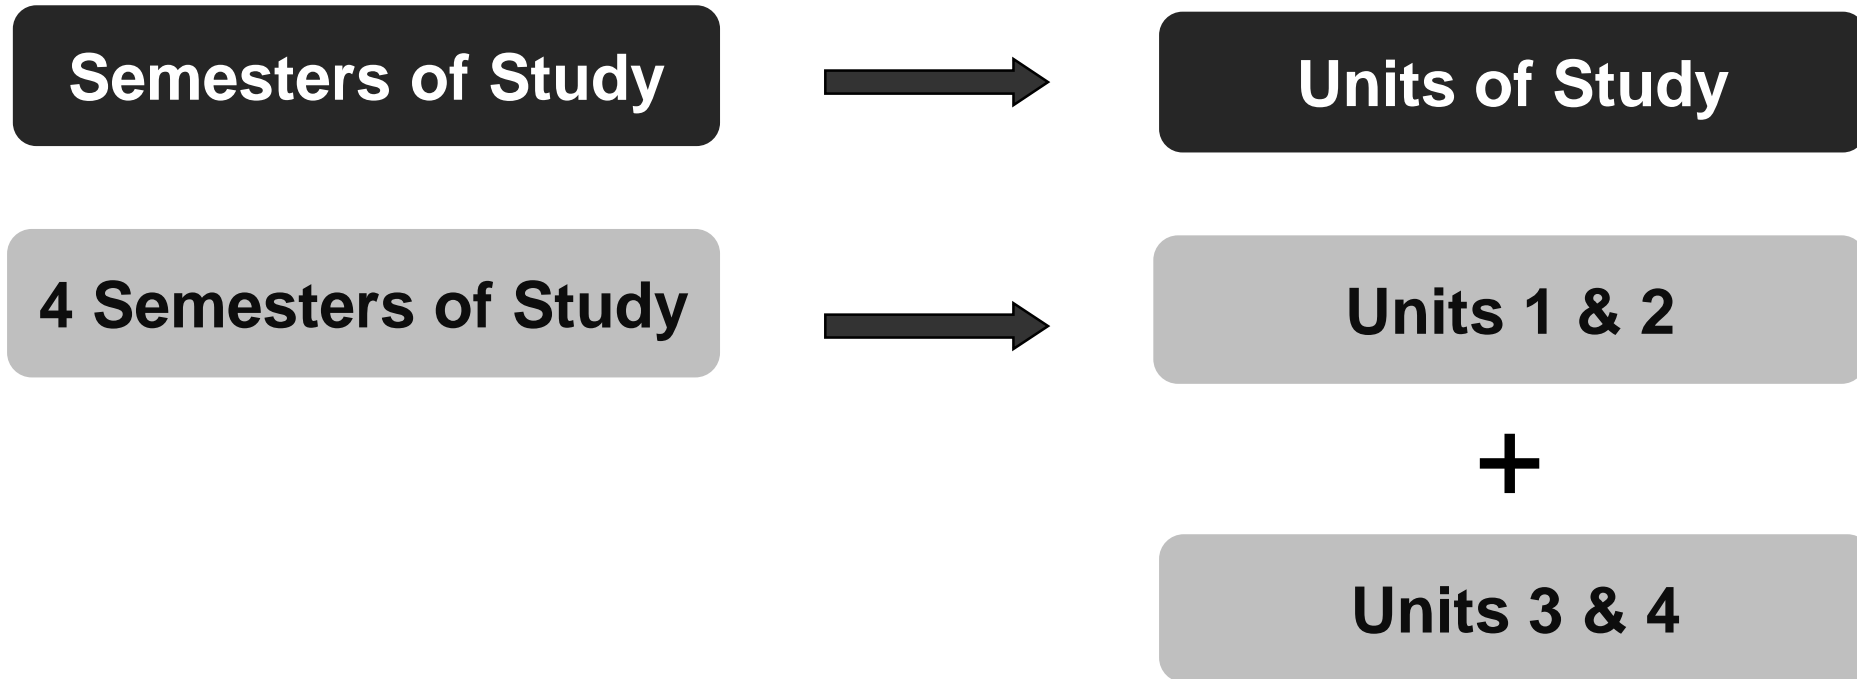 Semesters of Study
Units of Study
4 Semesters of Study
Units 1 & 2
+
Units 3 & 4